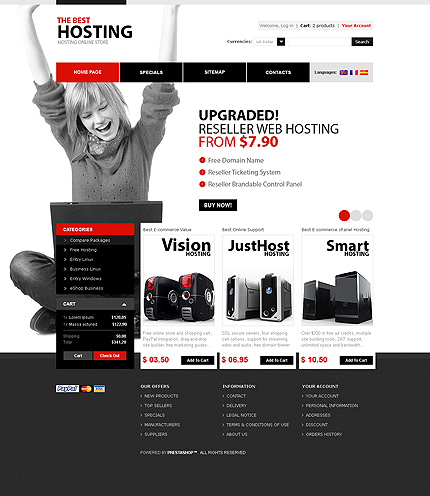 THE BEST
HOSTING
HOSTING ONLINE STORE
Welcome, Log in | Cart: 2 products | Your Account
Currencies: US Dollar
Search
HOME PAGE
SPECIALS
SITEMAP
CONTACTS
Languages:
UPGRADED!
RESELLER WEB HOSTING
FROM $7.90
Free Domain Name
Reseller Ticketing System
Reseller Brandable Control Panel
BUY NOW!
CATEGORIES
Compare Packages
Free Hosting
Entry Linux
Business Linux
Entry Windows
eShop Business
CART
1x Lorem Ipsum $120.05
1x Massa astuned
Shipping $0.00
Total $341.20
Cart
Check Out
Best E-commerce Value
Vision
HOSTING
Free online store and shopping cart,
PayPal integration, drag and drop
site builder, free marketing guides...
$ 03.50
Add To Cart
Best Online Support
JustHost
HOSTING
SSL secure servers, four shopping
cart options, support for streaming
video and audio, free domain forever
$ 06.95
Add To Cart
Best E-commerce cPanel Hosting
Smart
HOSTING
Over $200 in free ad credits, multiple
site building tools, 24/7 support,
unlimited space and bandwidth...
$ 10.50
Add To Cart
PayPal VISA
OUR OFFERS
NEW PRODUCTS
TOP SELLERS
SPECIALS
MANUFACTURERS
SUPPLIERS
INFORMATION
CONTACT
DELIVERY
LEGAL NOTICE
TERMS & CONDITIONS OF USE
ABOUT US
YOUR ACCOUNT
YOUR ACCOUNT
PERSONAL INFORMATION
ADDRESSES
DISCOUNT
ORDERS HISTORY
POWERED BY PRESTASHOP™. ALL RIGHTS RESERVED